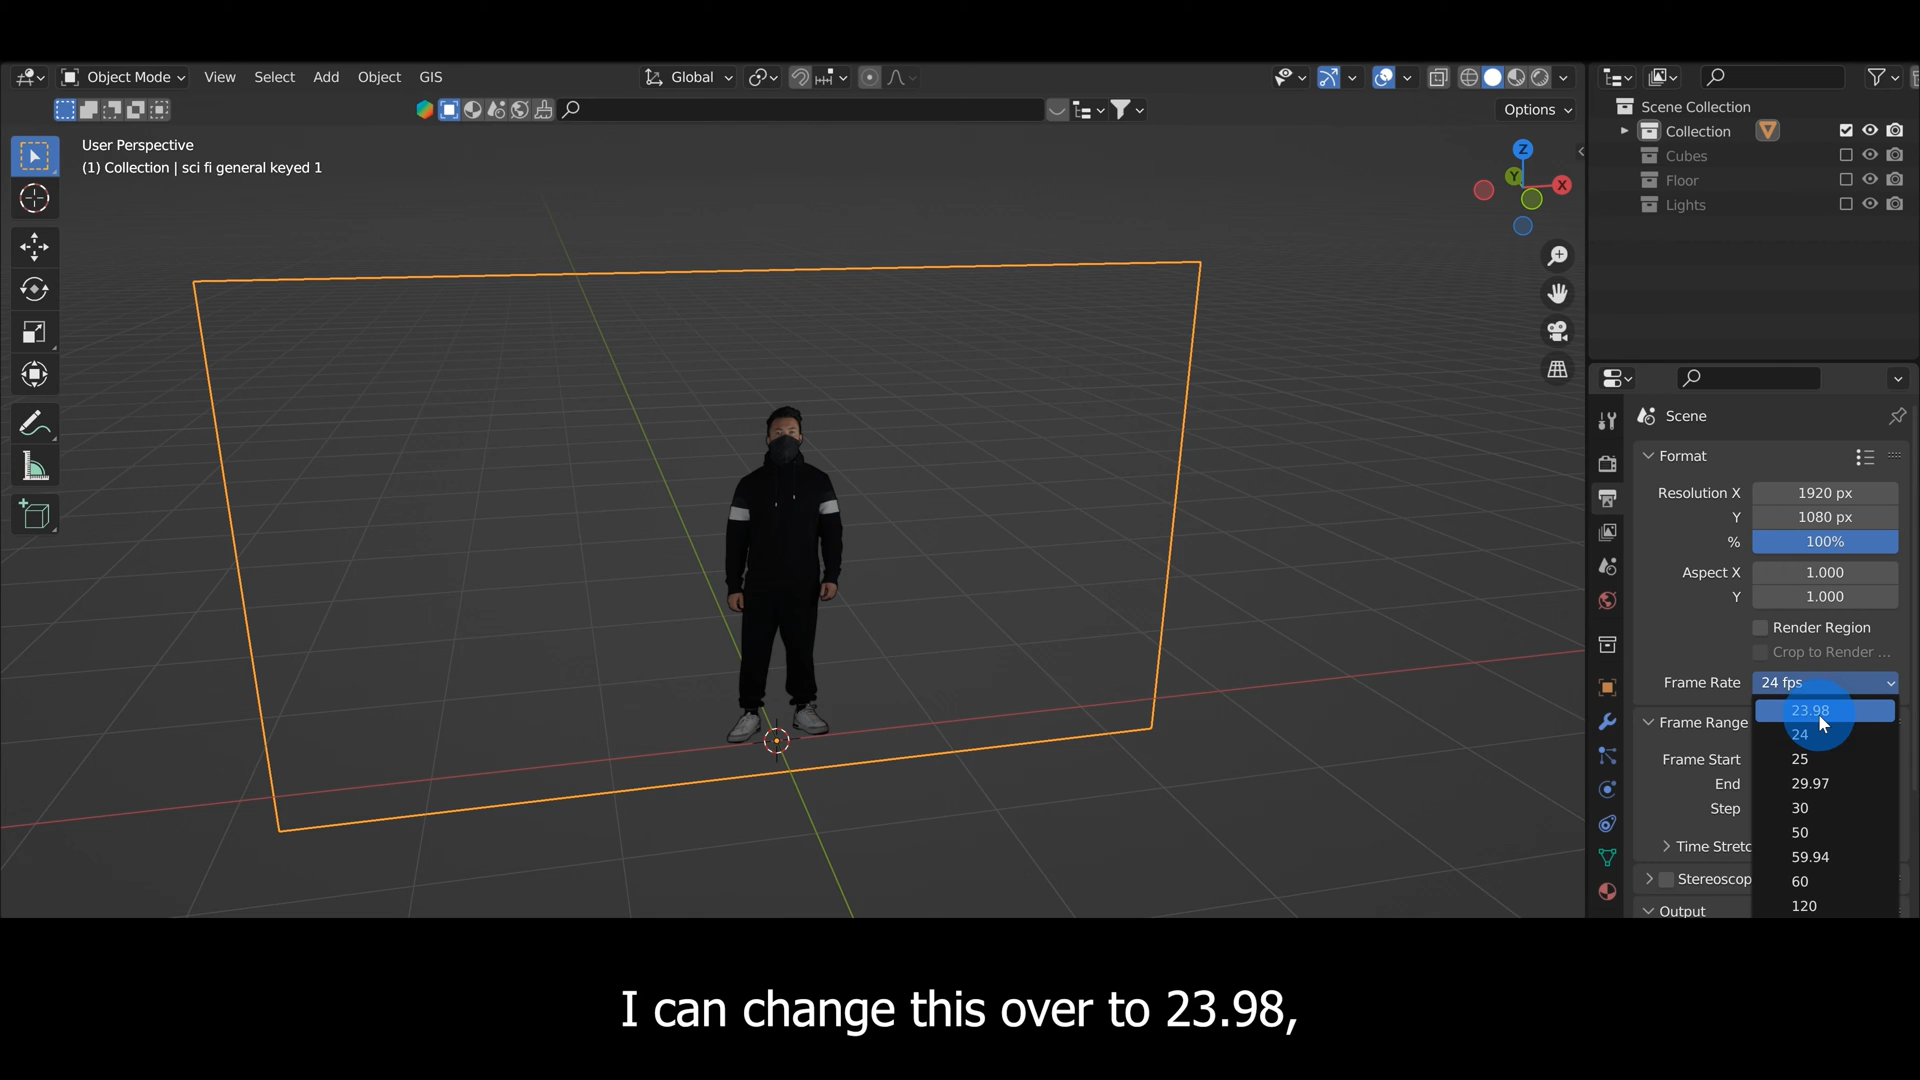 Object Mode View Select Add Object GIS Global
Options
User Perspective
(1) Collection | sci fi general keyed 1
Z
Y
X
Scene Collection
Collection
Cubes
Floor
Lights
Scene
Format
Resolution X 1920 px
Y 1080 px
% 100%
Aspect X 1.000
Y 1.000
Render Region
Crop to Render ...
Frame Rate 24 fps
23.98
Frame Range
24
Frame Start 25
End 29.97
Step 30
50
Time Stretc
59.94
Stereoscop 60
120
Output
I can change this over to 23.98,